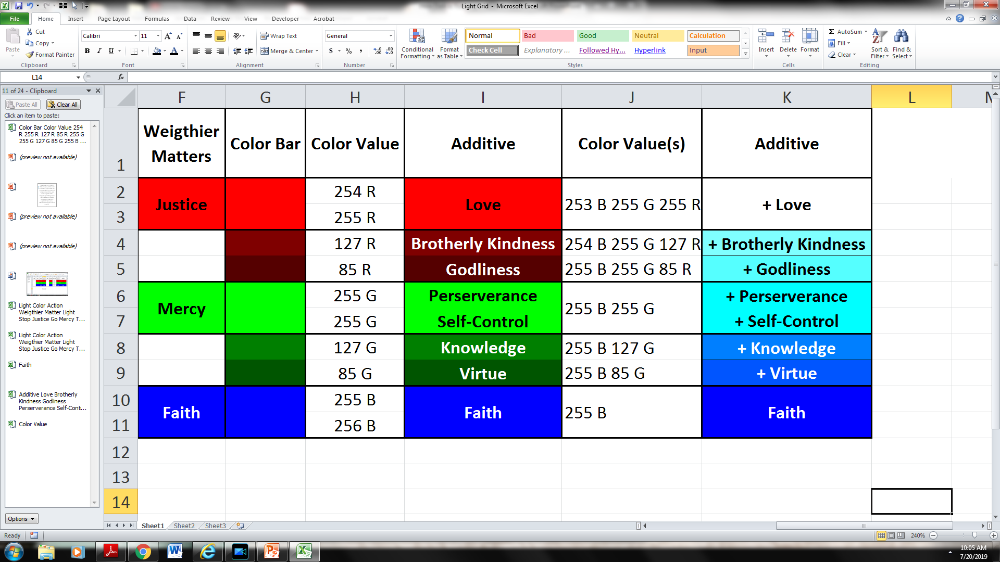 Light Grid - Microsoft Excel
File Home Insert Page Layout Formulas Data Review View Developer Acrobat
Paste
Cut
Copy
Format Painter
Clipboard
Calibri 11
B I U
Font
Wrap Text
Merge & Center
Alignment
General
$ % ,
Number
Conditional Formatting
Format as Table
Normal Bad Good Neutral Calculation
Check Cell Explanatory ... Followed Hy... Hyperlink Input
Styles
Insert Delete Format
Cells
AutoSum
Fill
Clear
Sort & Filter
Find & Select
Editing
L14
fx
11 of 24 - Clipboard
Paste All Clear All
Click an item to paste:
Color Bar Color Value 254
R 255 R 127 R 85 R 255 G
255 G 127 G 85 G 255 B ...
(preview not available)
(preview not available)
(preview not available)
Light Color Action
Weigthier Matter Light
Stop Justice Go Mercy T...
Light Color Action
Weigthier Matter Light
Stop Justice Go Mercy T...
Faith
Additive Love Brotherly
Kindness Godliness
Perserverance Self-Cont...
Color Value
Options
F G H I J K L M
1 Weigthier Matters Color Bar Color Value Additive Color Value(s) Additive
2 Justice 254 R Love 253 B 255 G 255 R + Love
3 255 R
4 127 R Brotherly Kindness 254 B 255 G 127 R + Brotherly Kindness
5 85 R Godliness 255 B 255 G 85 R + Godliness
6 Mercy 255 G Perserverance 255 B 255 G + Perserverance
7 255 G Self-Control + Self-Control
8 127 G Knowledge 255 B 127 G + Knowledge
9 85 G Virtue 255 B 85 G + Virtue
10 Faith 255 B Faith 255 B Faith
11 256 B
12
13
14
Sheet1 Sheet2 Sheet3
Ready
240%
10:05 AM
7/20/2019